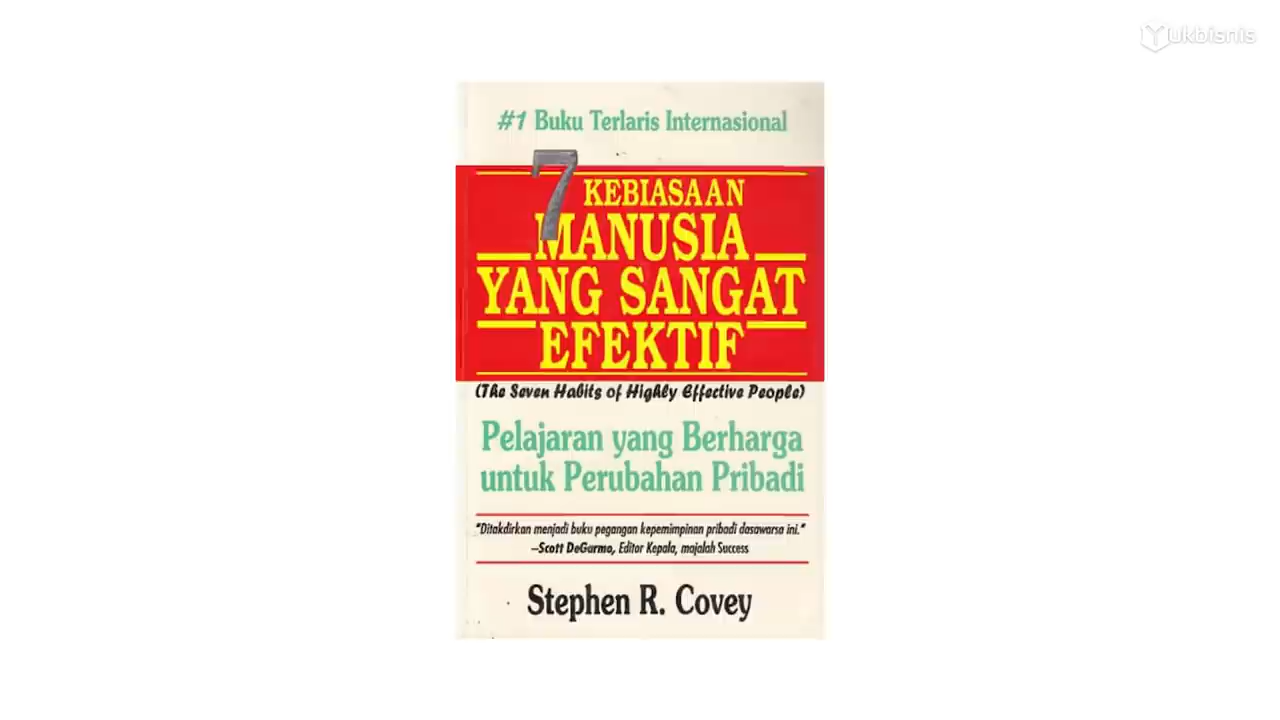 Yukbisnis
#1 Buku Terlaris Internasional
7 KEBIASAAN
MANUSIA
YANG SANGAT
EFEKTIF
(The Seven Habits of Highly Effective People)
Pelajaran yang Berharga
untuk Perubahan Pribadi
"Ditakdirkan menjadi buku pegangan kepemimpinan pribadi dasawarsa ini."
—Scott DeGarmo, Editor Kepala, majalah Success
Stephen R. Covey